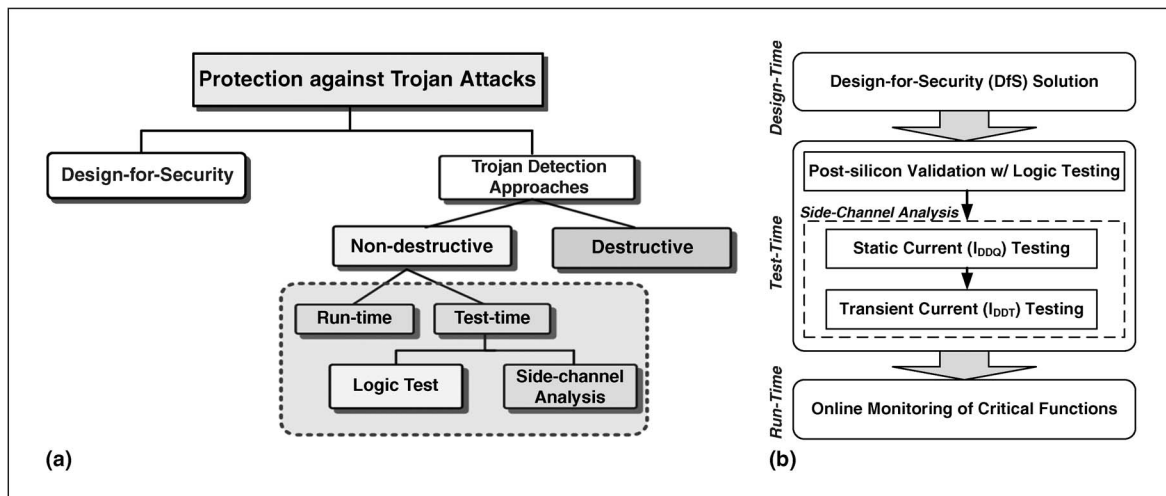 Protection against Trojan Attacks
Design-for-Security
Trojan Detection
Approaches
Non-destructive
Destructive
Run-time
Test-time
Logic Test
Side-channel
Analysis
(a)
Design-Time
Design-for-Security (DfS) Solution
Test-Time
Post-silicon Validation w/ Logic Testing
Side-Channel Analysis
Static Current (IDDQ) Testing
Transient Current (IDDT) Testing
Run-Time
Online Monitoring of Critical Functions
(b)